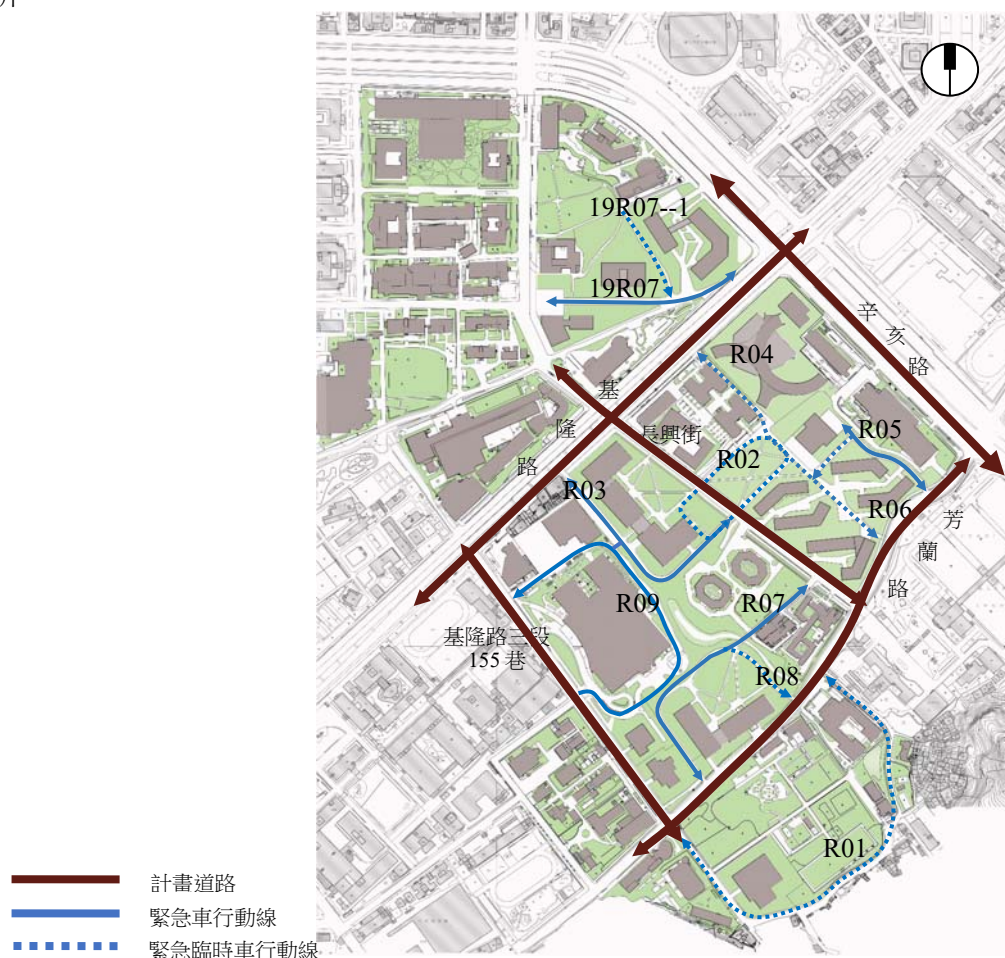 19R07--1
19R07
辛亥路
R04
基隆路
長興街
R05
R02
R03
R06
芳蘭路
R09
R07
基隆路三段
155 巷
R08
R01
計畫道路
緊急車行動線
緊急臨時車行動線